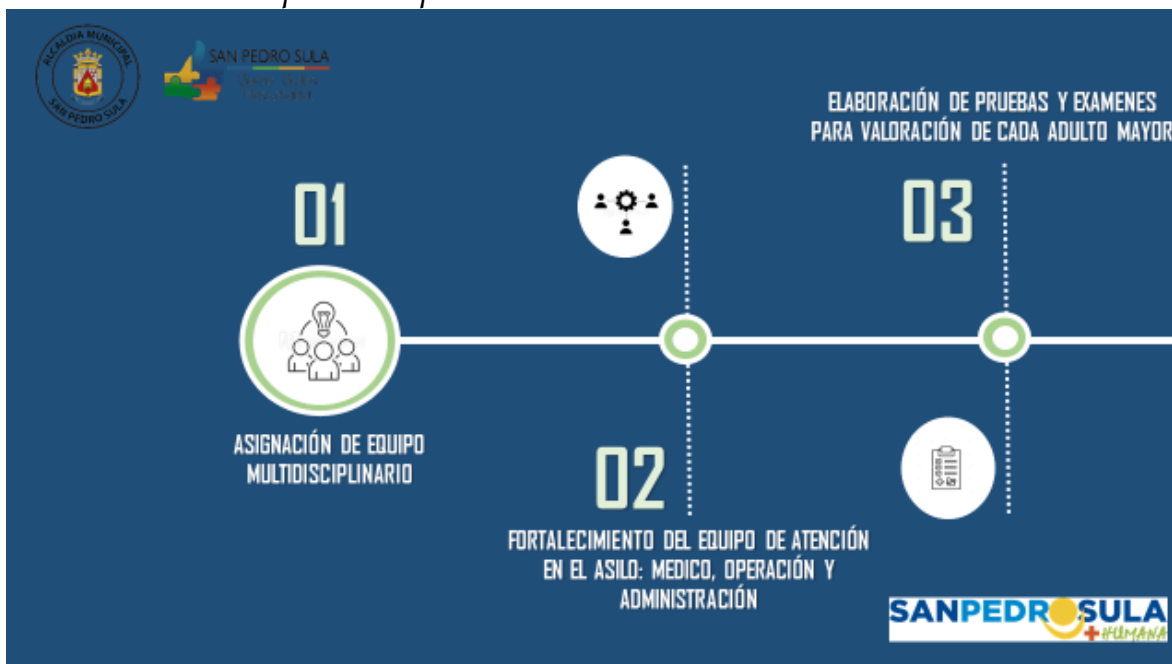 ALCALDIA MUNICIPAL
SAN PEDRO SULA
SAN PEDRO SULA
01
ASIGNACIÓN DE EQUIPO
MULTIDISCIPLINARIO
02
FORTALECIMIENTO DEL EQUIPO DE ATENCIÓN
EN EL ASILO: MEDICO, OPERACIÓN Y
ADMINISTRACIÓN
ELABORACIÓN DE PRUEBAS Y EXAMENES
PARA VALORACIÓN DE CADA ADULTO MAYOR
03
SANPEDROSULA
+HUMANA